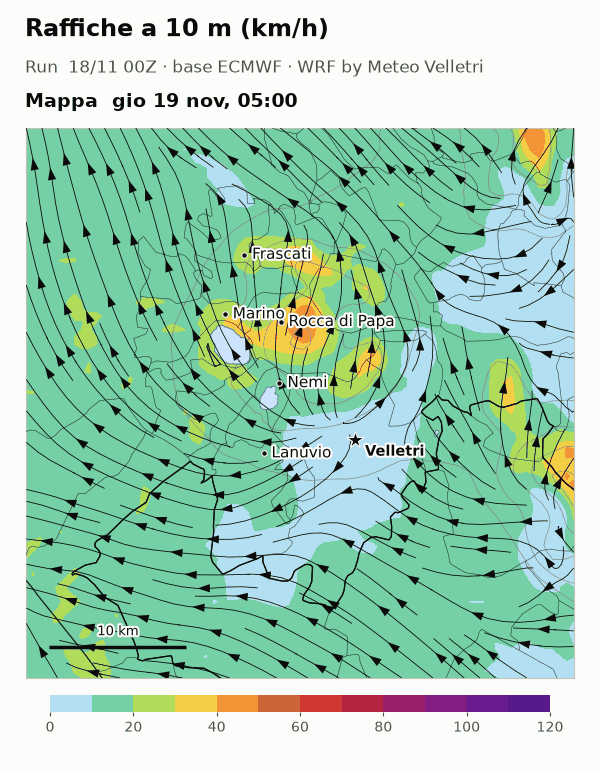 Raffiche a 10 m (km/h)
Run  18/11 00Z · base ECMWF · WRF by Meteo Velletri
Mappa  gio 19 nov, 05:00
Frascati
Marino
Rocca di Papa
Nemi
Velletri
Lanuvio
10 km
0 20 40 60 80 100 120